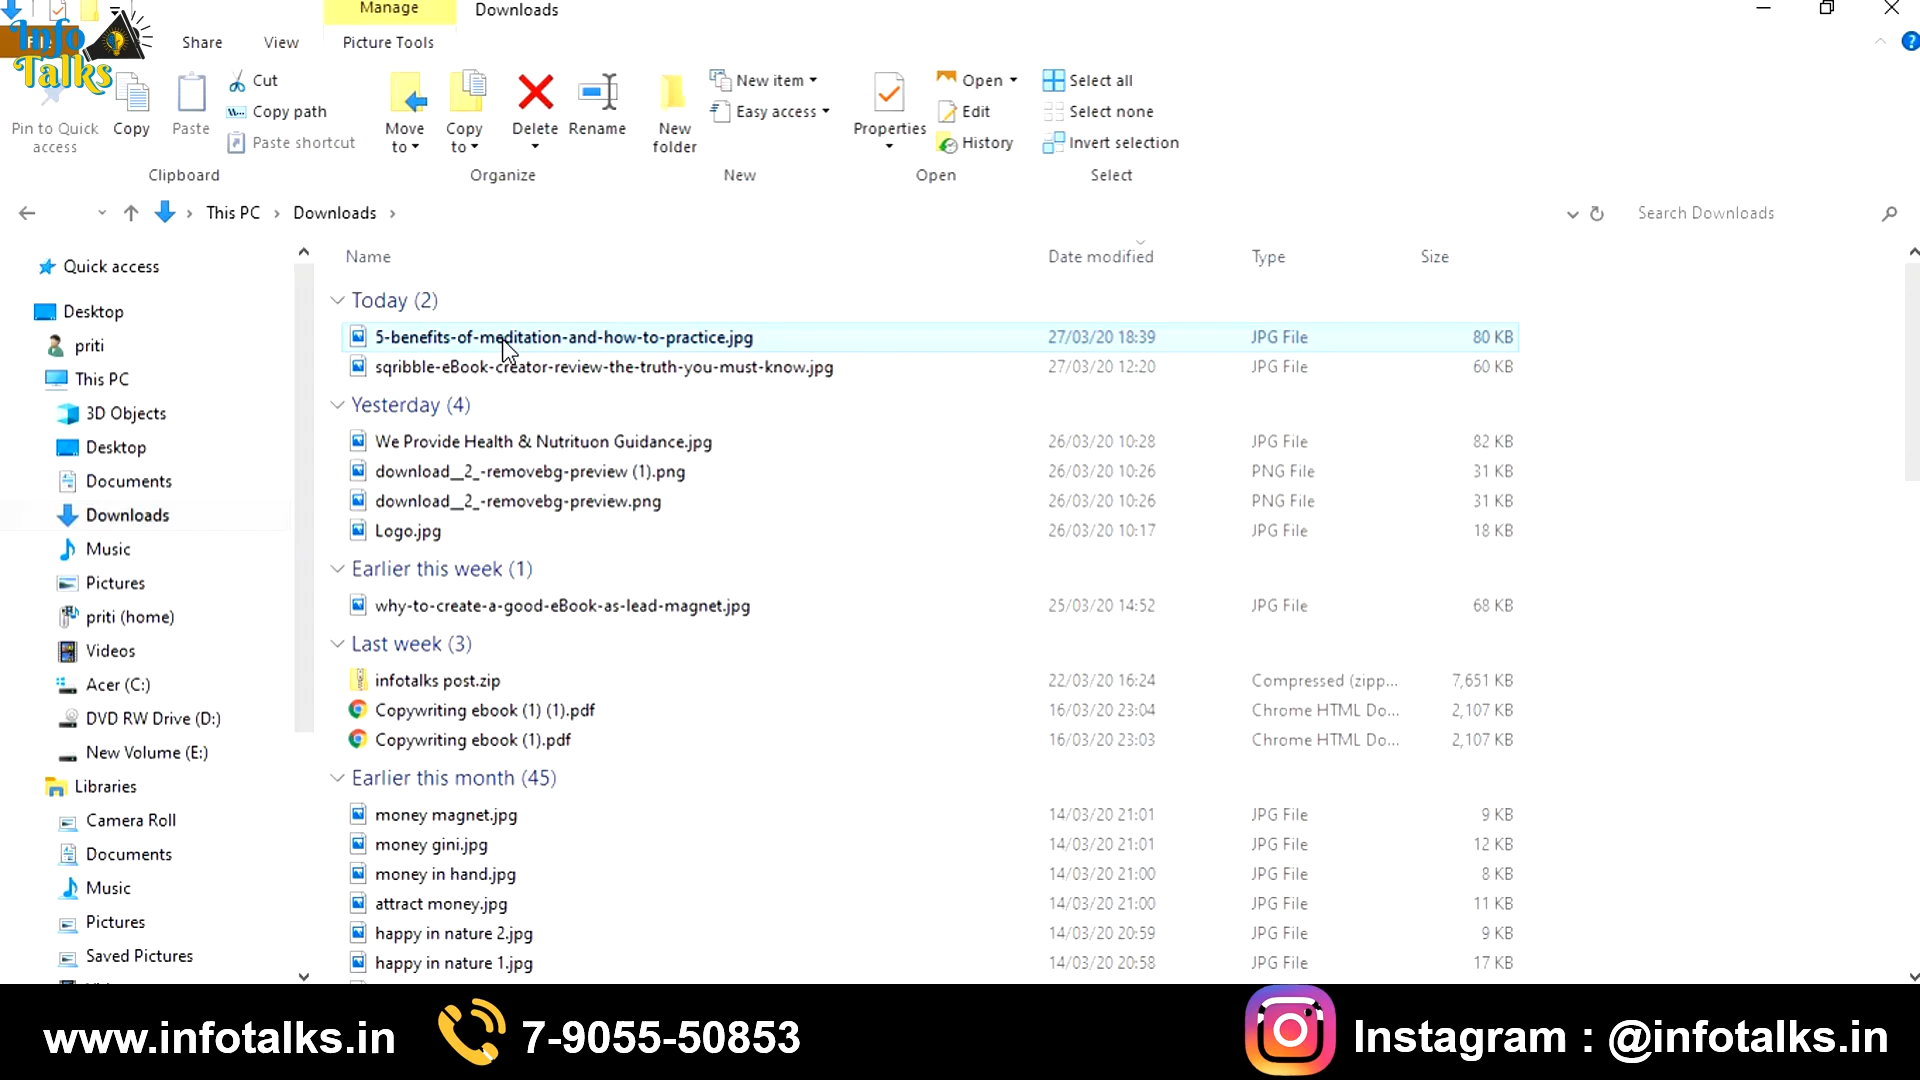 Manage
Downloads
Info
Talks
Share
View
Picture Tools
Pin to Quick access
Copy
Paste
Cut
Copy path
Paste shortcut
Clipboard
Move to
Copy to
Delete
Rename
Organize
New folder
New item
Easy access
New
Properties
Open
Edit
History
Open
Select all
Select none
Invert selection
Select
This PC
Downloads
Search Downloads
Quick access
Desktop
priti
This PC
3D Objects
Desktop
Documents
Downloads
Music
Pictures
priti (home)
Videos
Acer (C:)
DVD RW Drive (D:)
New Volume (E:)
Libraries
Camera Roll
Documents
Music
Pictures
Saved Pictures
Name Date modified Type Size
Today (2)
5-benefits-of-meditation-and-how-to-practice.jpg 27/03/20 18:39 JPG File 80 KB
sqribble-eBook-creator-review-the-truth-you-must-know.jpg 27/03/20 12:20 JPG File 60 KB
Yesterday (4)
We Provide Health & Nutrituon Guidance.jpg 26/03/20 10:28 JPG File 82 KB
download__2_-removebg-preview (1).png 26/03/20 10:26 PNG File 31 KB
download__2_-removebg-preview.png 26/03/20 10:26 PNG File 31 KB
Logo.jpg 26/03/20 10:17 JPG File 18 KB
Earlier this week (1)
why-to-create-a-good-eBook-as-lead-magnet.jpg 25/03/20 14:52 JPG File 68 KB
Last week (3)
infotalks post.zip 22/03/20 16:24 Compressed (zipp... 7,651 KB
Copywriting ebook (1) (1).pdf 16/03/20 23:04 Chrome HTML Do... 2,107 KB
Copywriting ebook (1).pdf 16/03/20 23:03 Chrome HTML Do... 2,107 KB
Earlier this month (45)
money magnet.jpg 14/03/20 21:01 JPG File 9 KB
money gini.jpg 14/03/20 21:01 JPG File 12 KB
money in hand.jpg 14/03/20 21:00 JPG File 8 KB
attract money.jpg 14/03/20 21:00 JPG File 11 KB
happy in nature 2.jpg 14/03/20 20:59 JPG File 9 KB
happy in nature 1.jpg 14/03/20 20:58 JPG File 17 KB
www.infotalks.in
7-9055-50853
Instagram : @infotalks.in